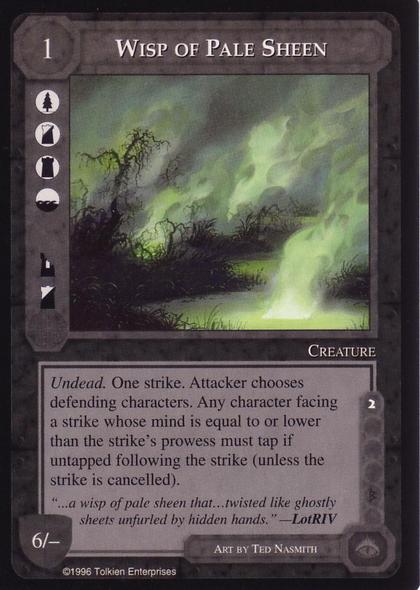 1
WISP OF PALE SHEEN
CREATURE
Undead. One strike. Attacker chooses
defending characters. Any character facing
a strike whose mind is equal to or lower
than the strike's prowess must tap if
untapped following the strike (unless the
strike is cancelled).
2
"...a wisp of pale sheen that...twisted like ghostly
sheets unfurled by hidden hands." —LotRIV
6/–
ART BY TED NASMITH
©1996 Tolkien Enterprises